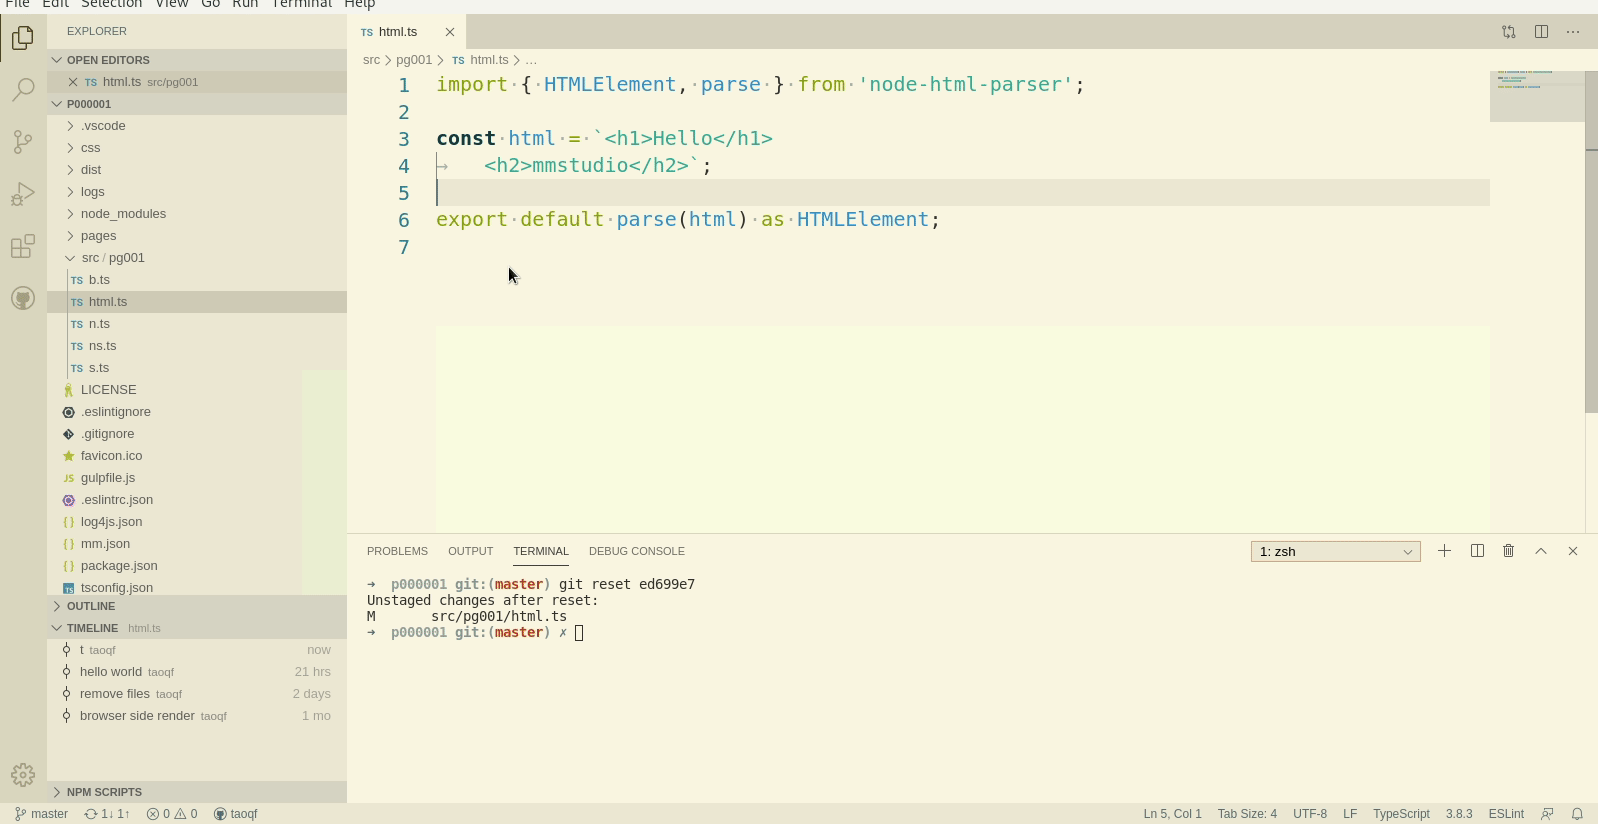 File Edit Selection View Go Run Terminal Help
EXPLORER
OPEN EDITORS
TS html.ts src/pg001
P000001
.vscode
css
dist
logs
node_modules
pages
src / pg001
TS b.ts
TS html.ts
TS n.ts
TS ns.ts
TS s.ts
LICENSE
.eslintignore
.gitignore
favicon.ico
JS gulpfile.js
.eslintrc.json
{ } log4js.json
{ } mm.json
{ } package.json
TS tsconfig.json
OUTLINE
TIMELINE html.ts
t taoqf now
hello world taoqf 21 hrs
remove files taoqf 2 days
browser side render taoqf 1 mo
NPM SCRIPTS
TS html.ts
src > pg001 > TS html.ts > ...
1 import { HTMLElement, parse } from 'node-html-parser';
2
3 const html = `<h1>Hello</h1>
4 <h2>mmstudio</h2>`;
5
6 export default parse(html) as HTMLElement;
7
PROBLEMS OUTPUT TERMINAL DEBUG CONSOLE 1: zsh
➜ p000001 git:(master) git reset ed699e7
Unstaged changes after reset:
M src/pg001/html.ts
➜ p000001 git:(master) ✗
master 1↓ 1↑ 0 0 taoqf Ln 5, Col 1 Tab Size: 4 UTF-8 LF TypeScript 3.8.3 ESLint